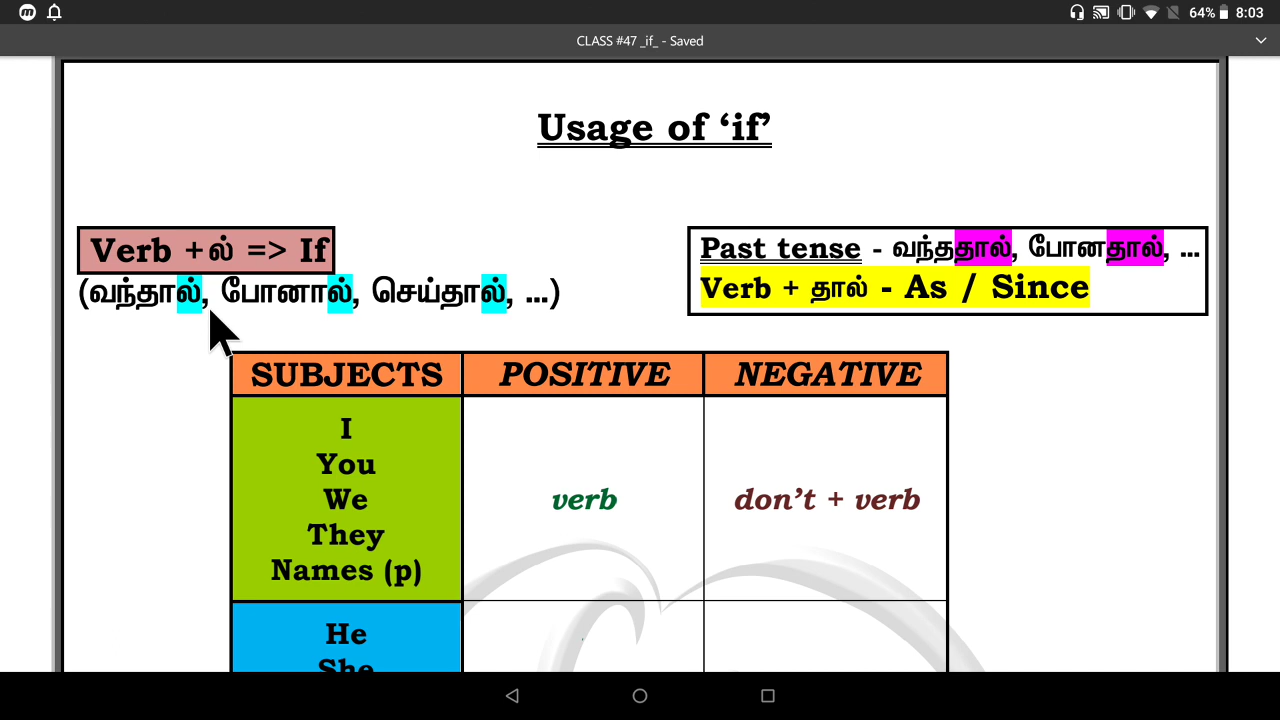 64% 8:03
CLASS #47 _if_ - Saved
Usage of ‘if’
Verb +ல் => If
(வந்தால், போனால், செய்தால், ...)
Past tense - வந்ததால், போனதால், ...
Verb + தால் - As / Since
SUBJECTS POSITIVE NEGATIVE
I
You
We
They
Names (p)
verb don’t + verb
He
She